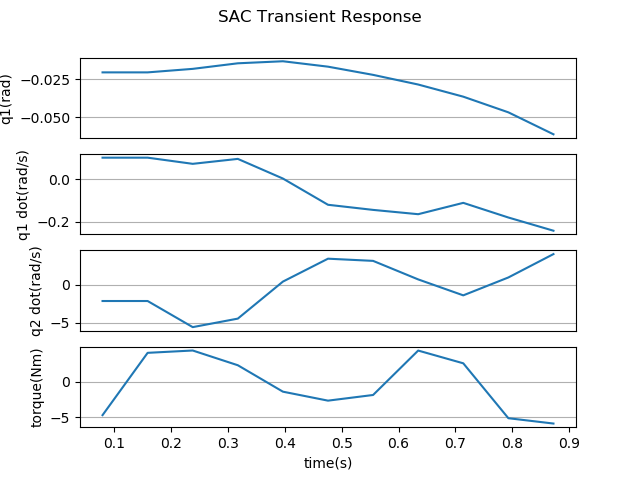 SAC Transient Response
q1(rad)
−0.025
−0.050
q1 dot(rad/s)
0.0
−0.2
q2 dot(rad/s)
0
−5
torque(Nm)
0
−5
0.1 0.2 0.3 0.4 0.5 0.6 0.7 0.8 0.9
time(s)